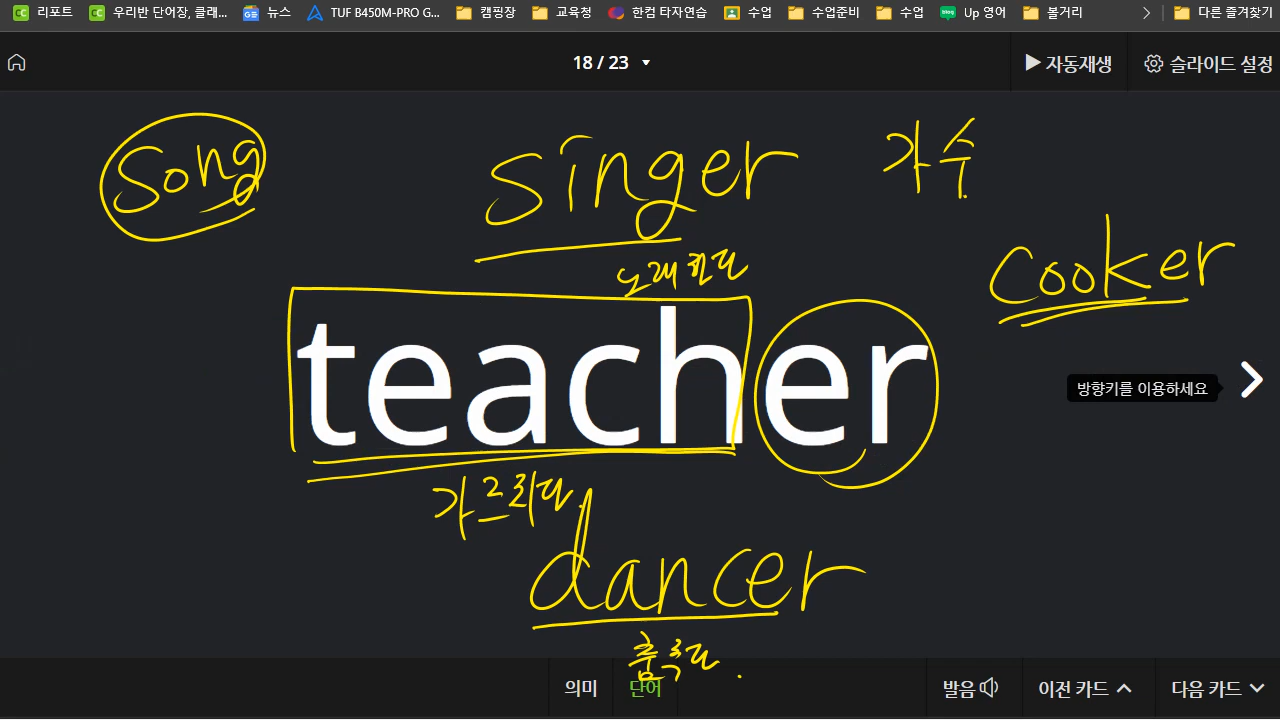 리포트 우리반 단어장, 클래... 뉴스 TUF B450M-PRO G... 캠핑장 교육청 한컴 타자연습 수업 수업준비 수업 Up 영어 볼거리 다른 즐겨찾기
18 / 23 자동재생 슬라이드 설정
song singer 가수
cooker
노래한다
teacher
방향키를 이용하세요
가르리다.
dancer
춤추다.
의미 단어 발음 이전 카드 다음 카드